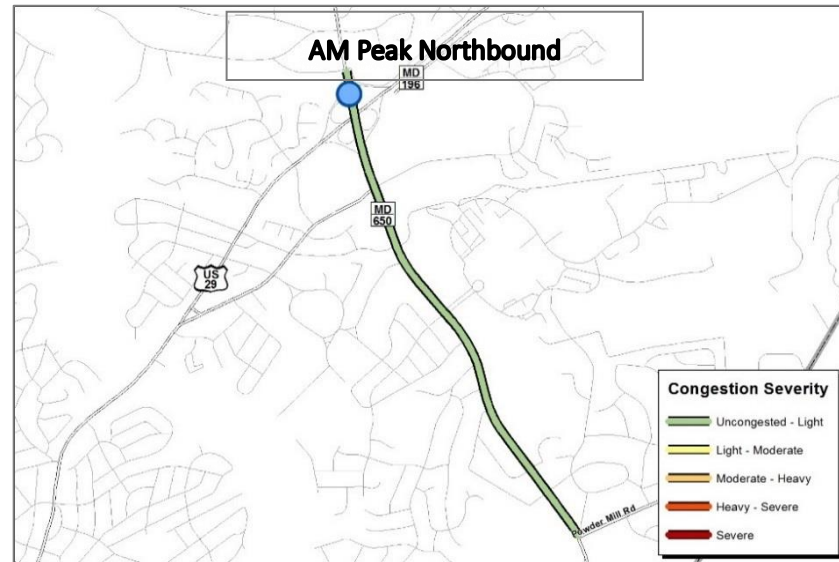 AM Peak Northbound
MD
196
MD
650
US
29
Congestion Severity
Uncongested - Light
Light - Moderate
Moderate - Heavy
Heavy - Severe
Severe
Powder Mill Rd